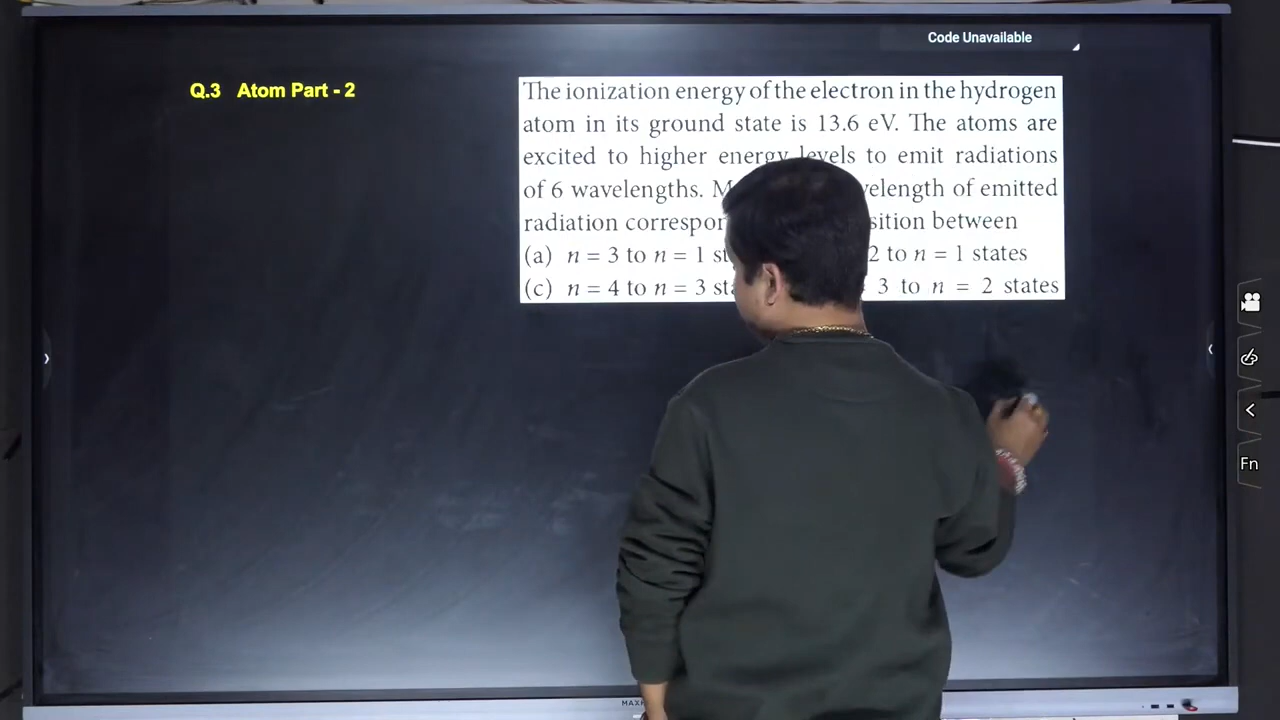 Code Unavailable
Q.3 Atom Part - 2
The ionization energy of the electron in the hydrogen
atom in its ground state is 13.6 eV. The atoms are
excited to higher energy levels to emit radiations
of 6 wavelengths. of emitted
radiation between
(a) n = 3 to n = 1 2 to n = 1 states
(c) n = 4 to n = 3 3 to n = 2 states
Fn